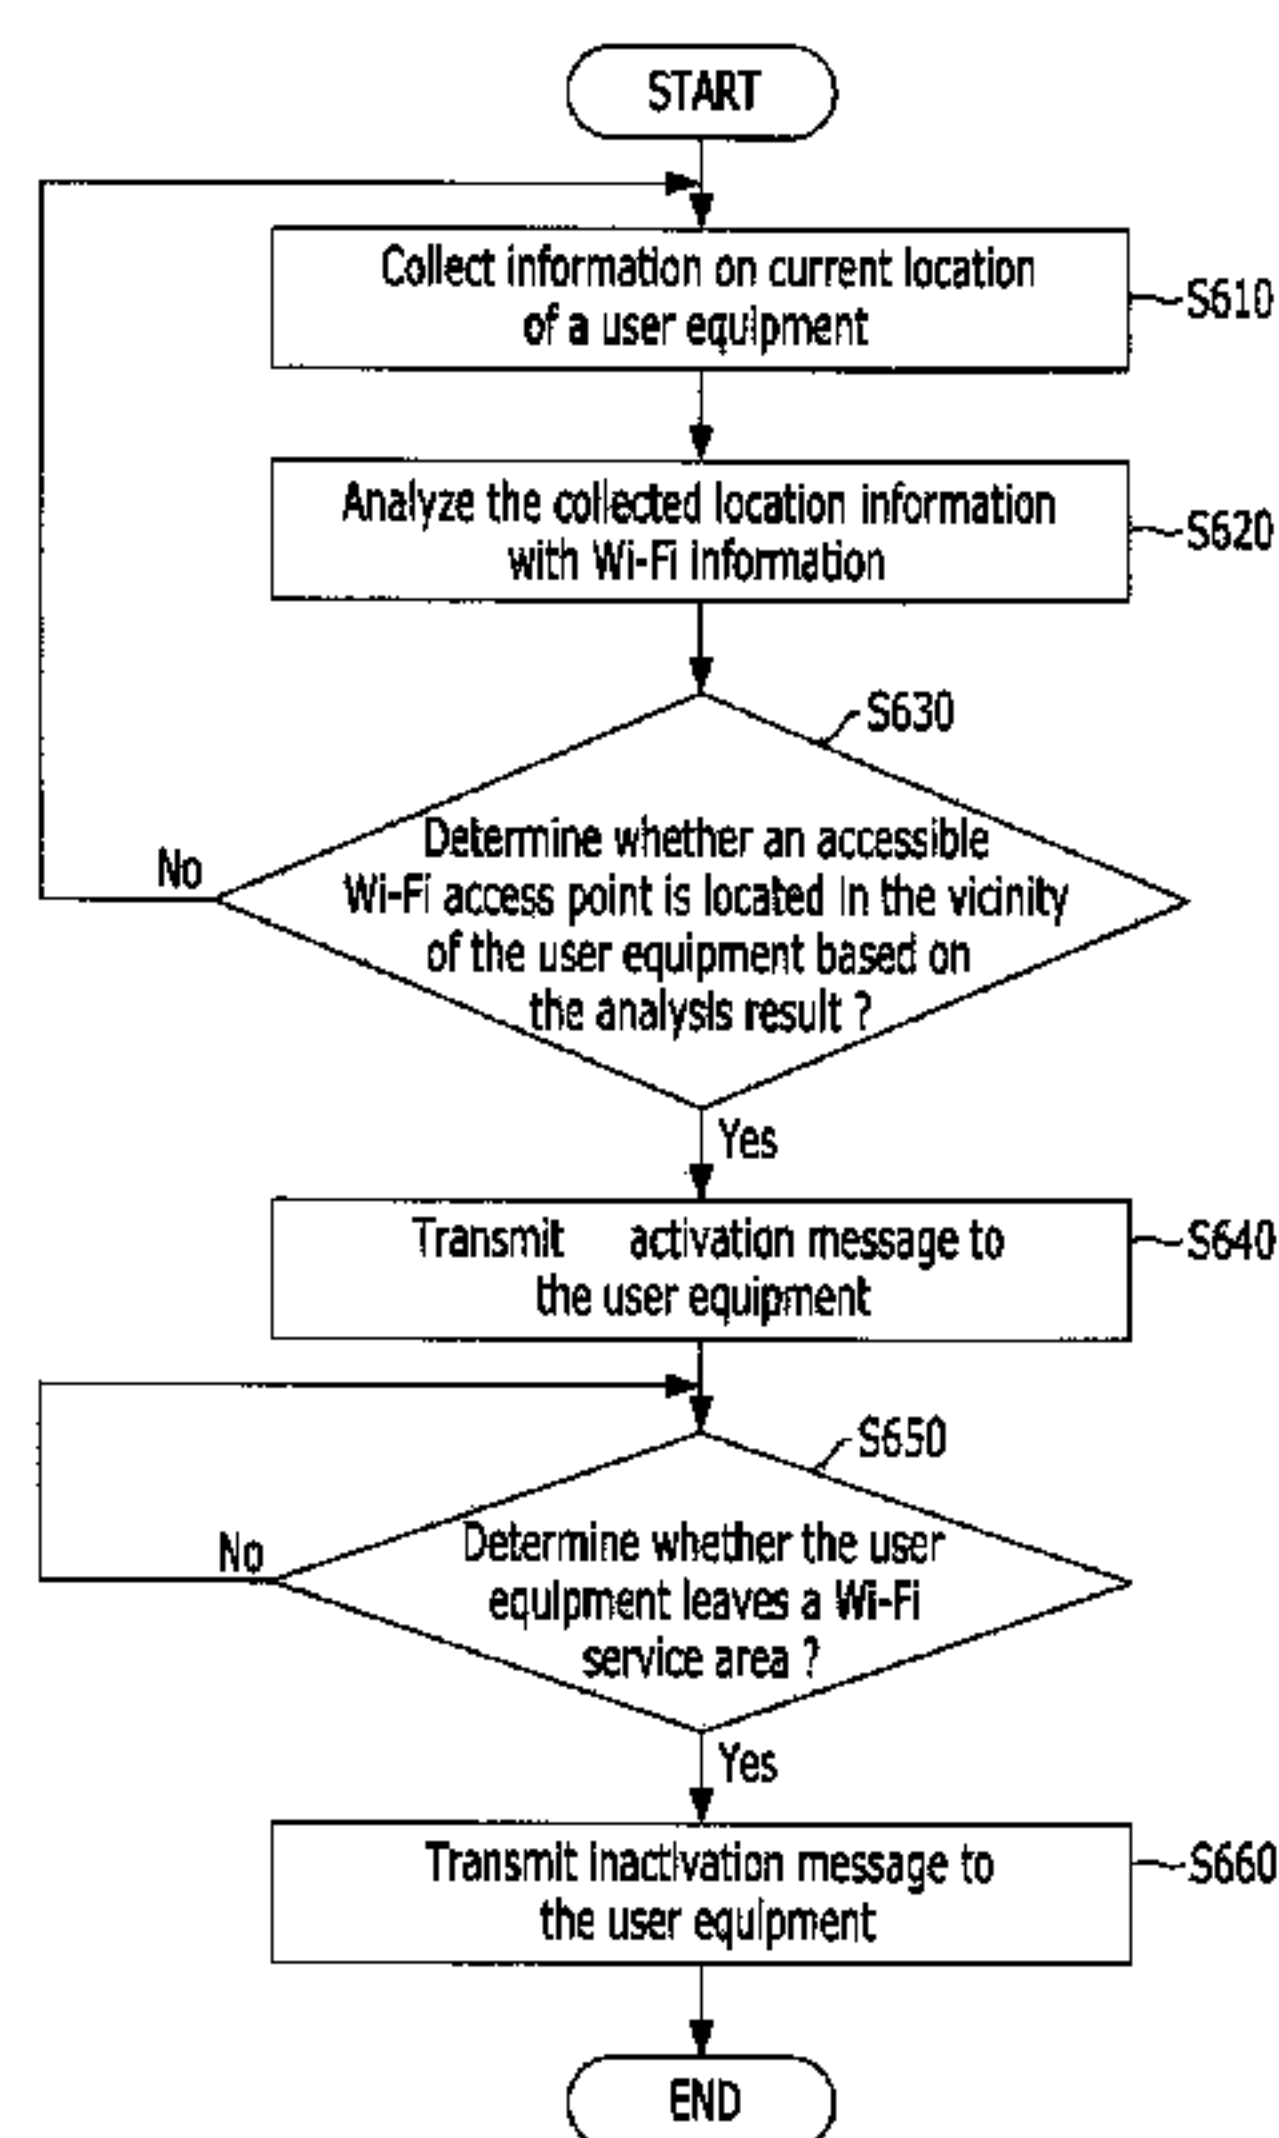 START
Collect information on current location
of a user equipment
S610
Analyze the collected location information
with Wi-Fi information
S620
S630
Determine whether an accessible
Wi-Fi access point is located in the vicinity
of the user equipment based on
the analysis result ?
No
Yes
Transmit activation message to
the user equipment
S640
S650
Determine whether the user
equipment leaves a Wi-Fi
service area ?
No
Yes
Transmit inactivation message to
the user equipment
S660
END